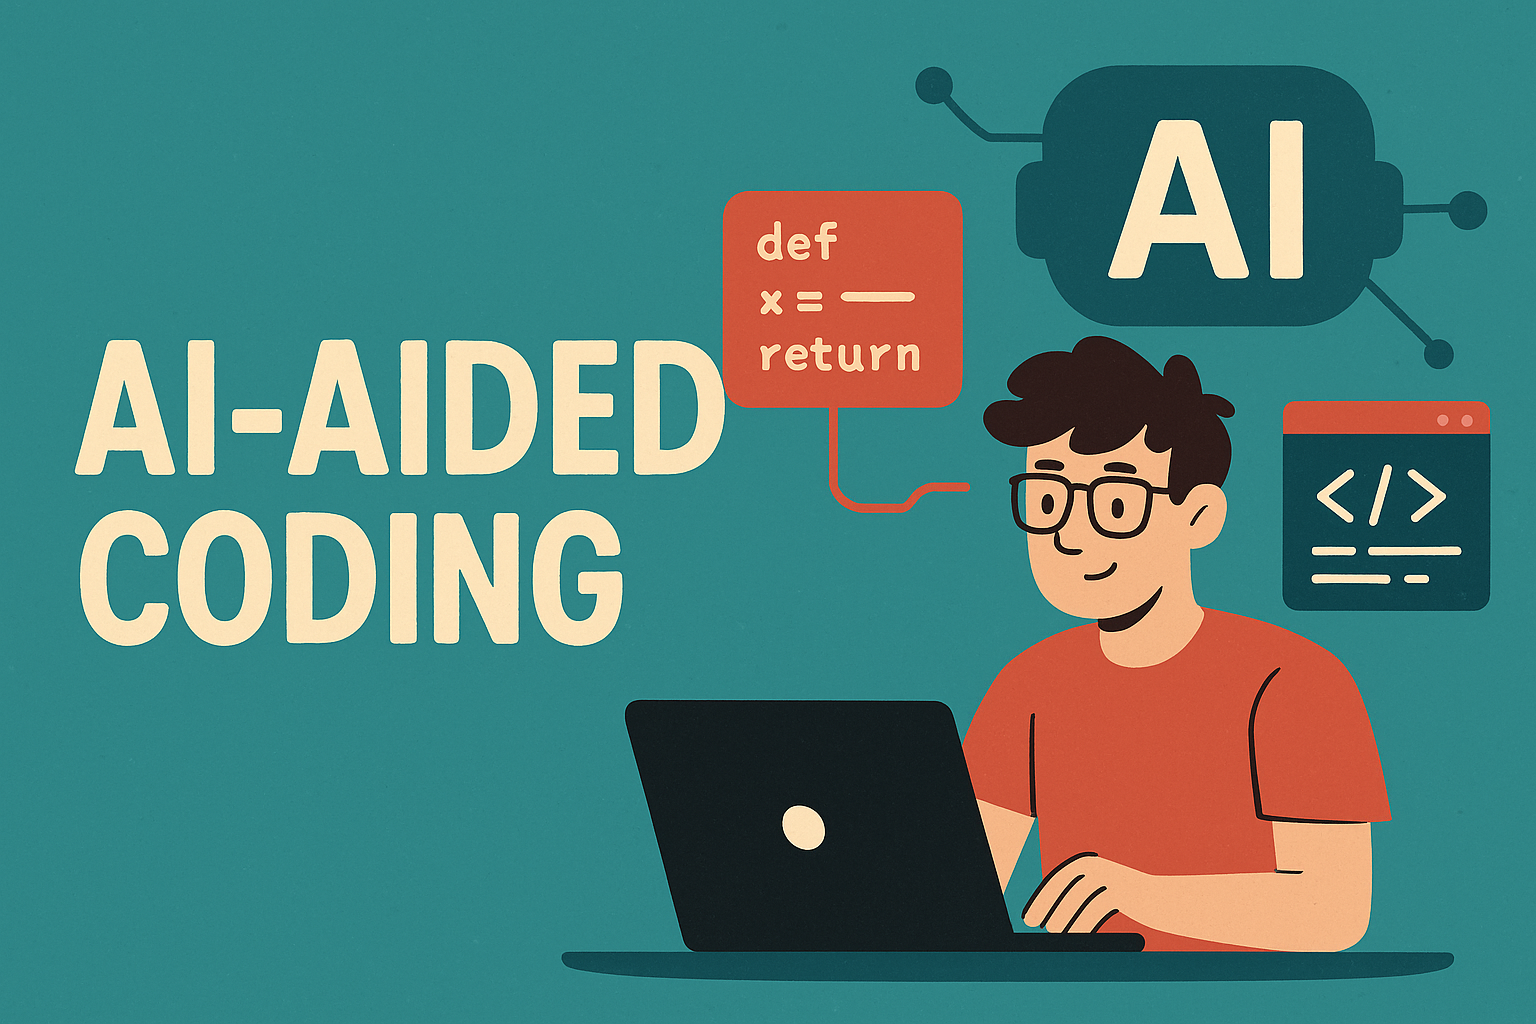 AI-AIDED
CODING
def
x = —
return
AI
</>